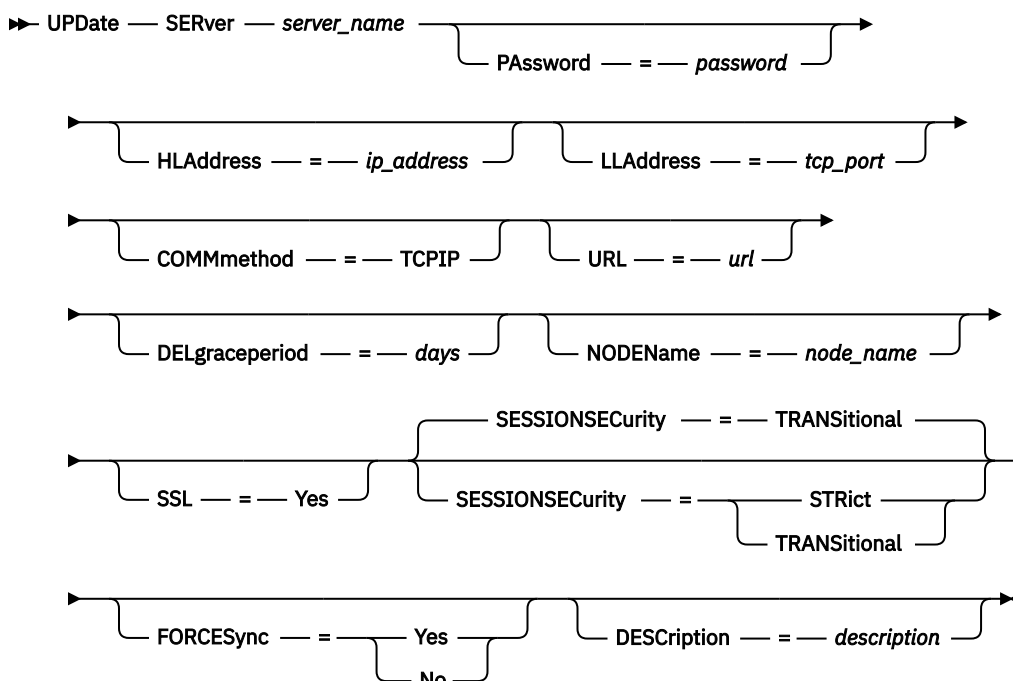 UPDate SERver server_name
PAssword = password
HLAddress = ip_address LLAddress = tcp_port
COMMmethod = TCPIP URL = url
DELgraceperiod = days NODEName = node_name
SESSIONSECurity = TRANSitional
SSL = Yes SESSIONSECurity = STRict
TRANSitional
FORCESync = Yes DESCription = description
No